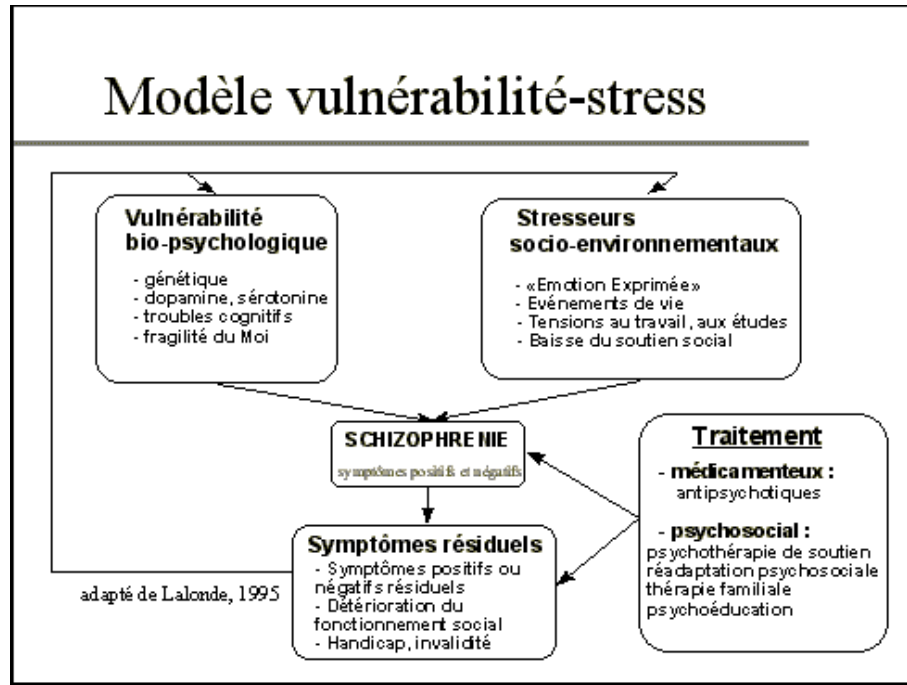 Modèle vulnérabilité-stress
Vulnérabilité
bio-psychologique
- génétique
- dopamine, sérotonine
- troubles cognitifs
- fragilité du Moi
Stresseurs
socio-environnementaux
- «Emotion Exprimée»
- Evénements de vie
- Tensions au travail, aux études
- Baisse du soutien social
SCHIZOPHRENIE
symptômes positifs et négatifs
Traitement
- médicamenteux :
antipsychotiques
- psychosocial :
psychothérapie de soutien
réadaptation psychosociale
thérapie familiale
psychoéducation
Symptômes résiduels
- Symptômes positifs ou
négatifs résiduels
- Détérioration du
fonctionnement social
- Handicap, invalidité
adapté de Lalonde, 1995